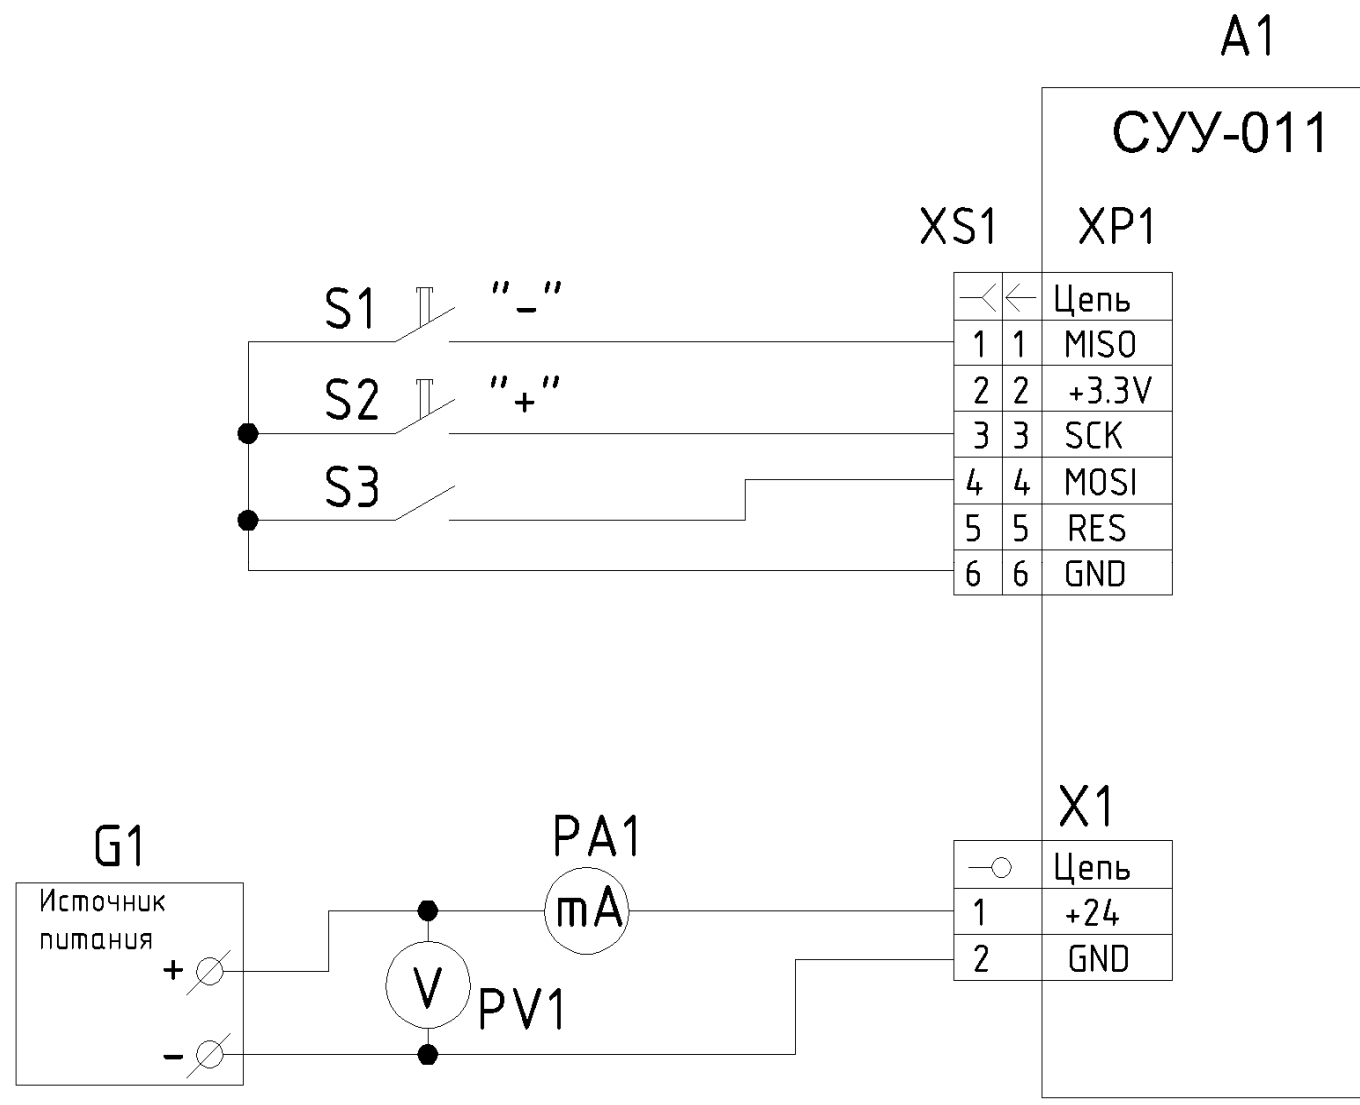 A1
СУУ-011
XS1 XP1
Цепь
S1 "-"
1 1 MISO
S2 "+"
2 2 +3.3V
3 3 SCK
S3
4 4 MOSI
5 5 RES
6 6 GND
X1
G1 PA1
Цепь
Источник
питания
mA
1 +24
+
V
2 GND
PV1
-